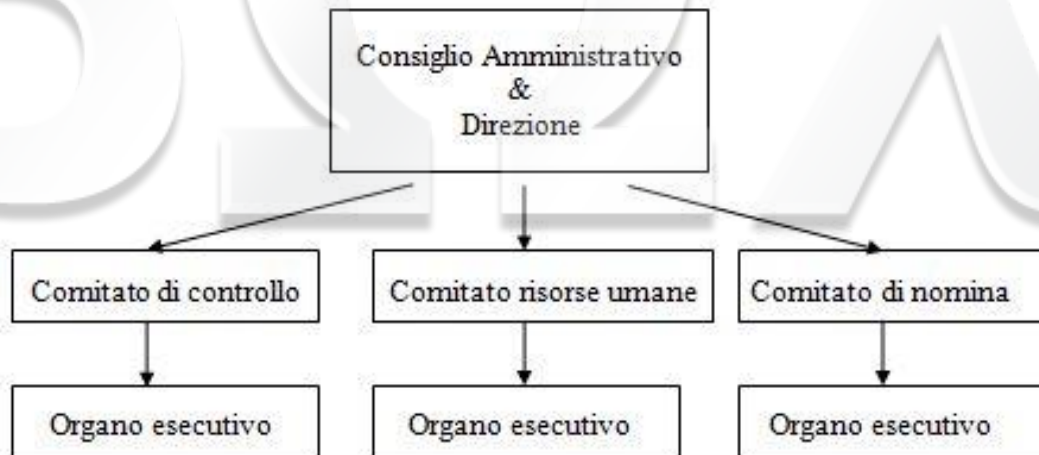 Consiglio Amministrativo
&
Direzione
Comitato di controllo
Comitato risorse umane
Comitato di nomina
Organo esecutivo
Organo esecutivo
Organo esecutivo